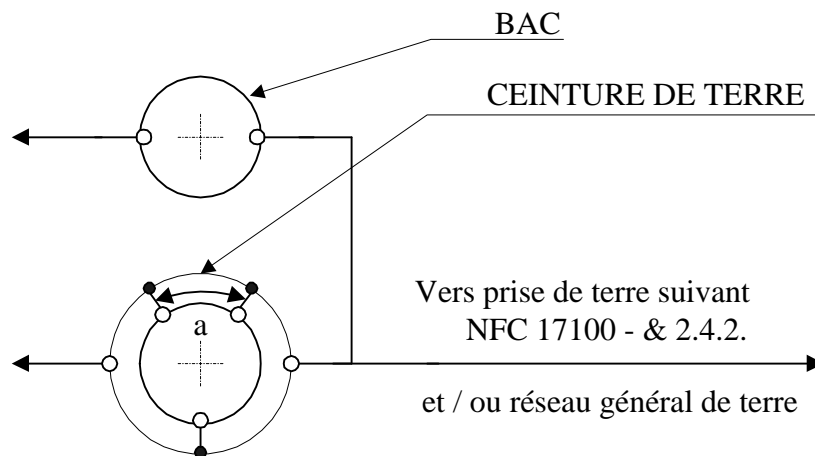 BAC
CEINTURE DE TERRE
a
Vers prise de terre suivant
NFC 17100 - & 2.4.2.
et / ou réseau général de terre